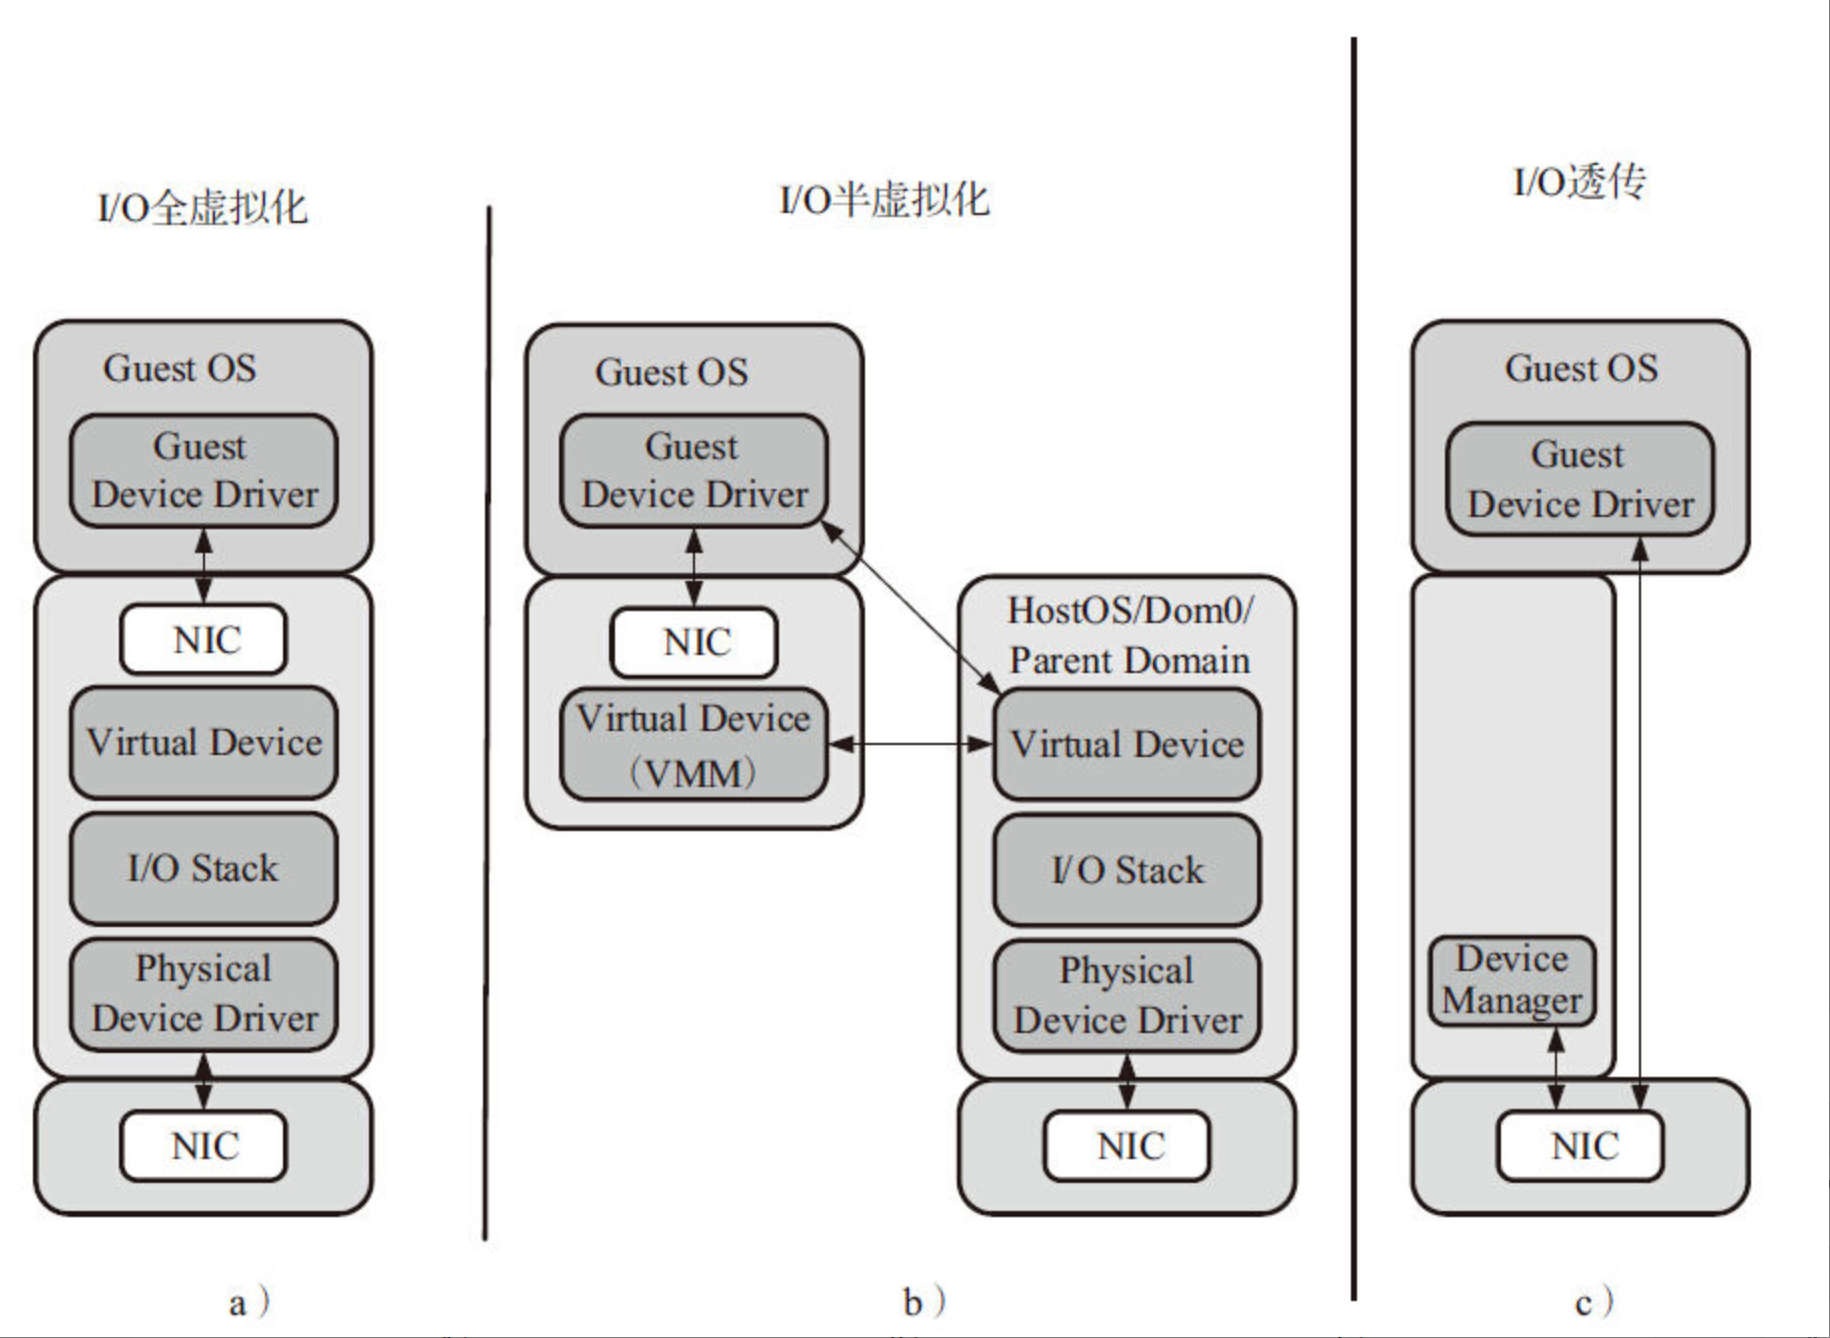 I/O全虚拟化
Guest OS
Guest
Device Driver
NIC
Virtual Device
I/O Stack
Physical
Device Driver
NIC
a）
I/O半虚拟化
Guest OS
Guest
Device Driver
NIC
Virtual Device
（VMM）
HostOS/Dom0/
Parent Domain
Virtual Device
I/O Stack
Physical
Device Driver
NIC
b）
I/O透传
Guest OS
Guest
Device Driver
Device
Manager
NIC
c）